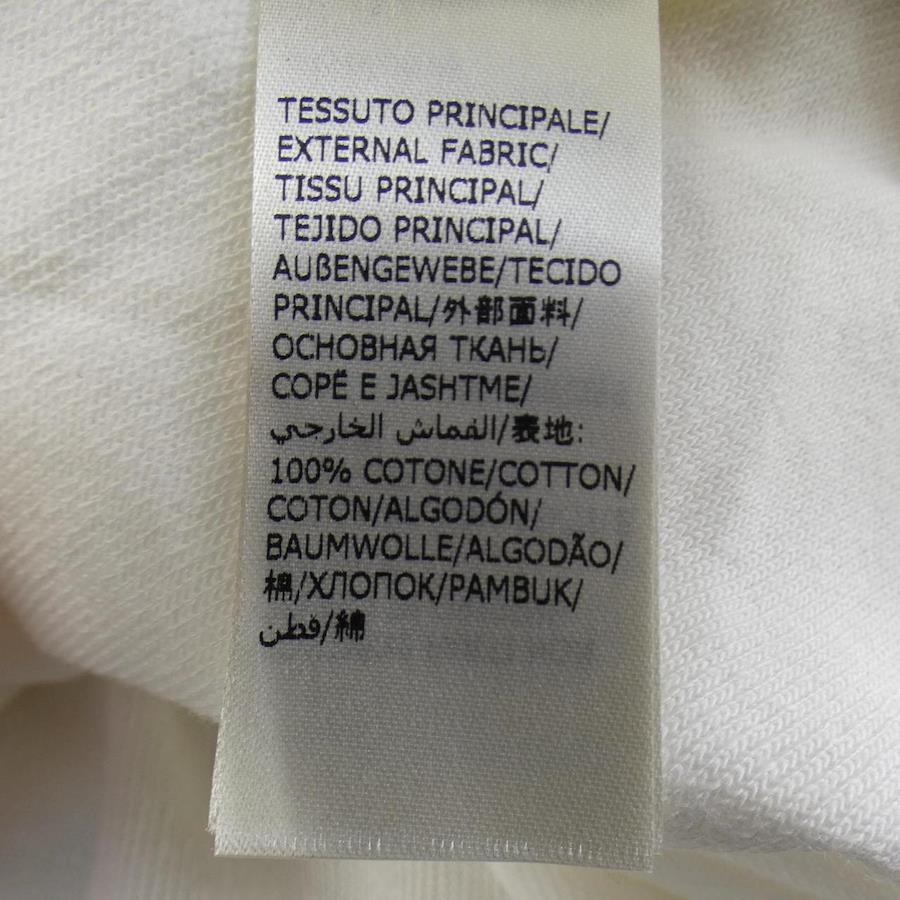 TESSUTO PRINCIPALE/
EXTERNAL FABRIC/
TISSU PRINCIPAL/
TEJIDO PRINCIPAL/
AUßENGEWEBE/TECIDO
PRINCIPAL/外部面料/
ОСНОВНАЯ ТКАНЬ/
COPË E JASHTME/
القماش الخارجي/表地:
100% COTONE/COTTON/
COTON/ALGODÓN/
BAUMWOLLE/ALGODÃO/
棉/ХЛОПОК/PAMBUK/
قطن/綿